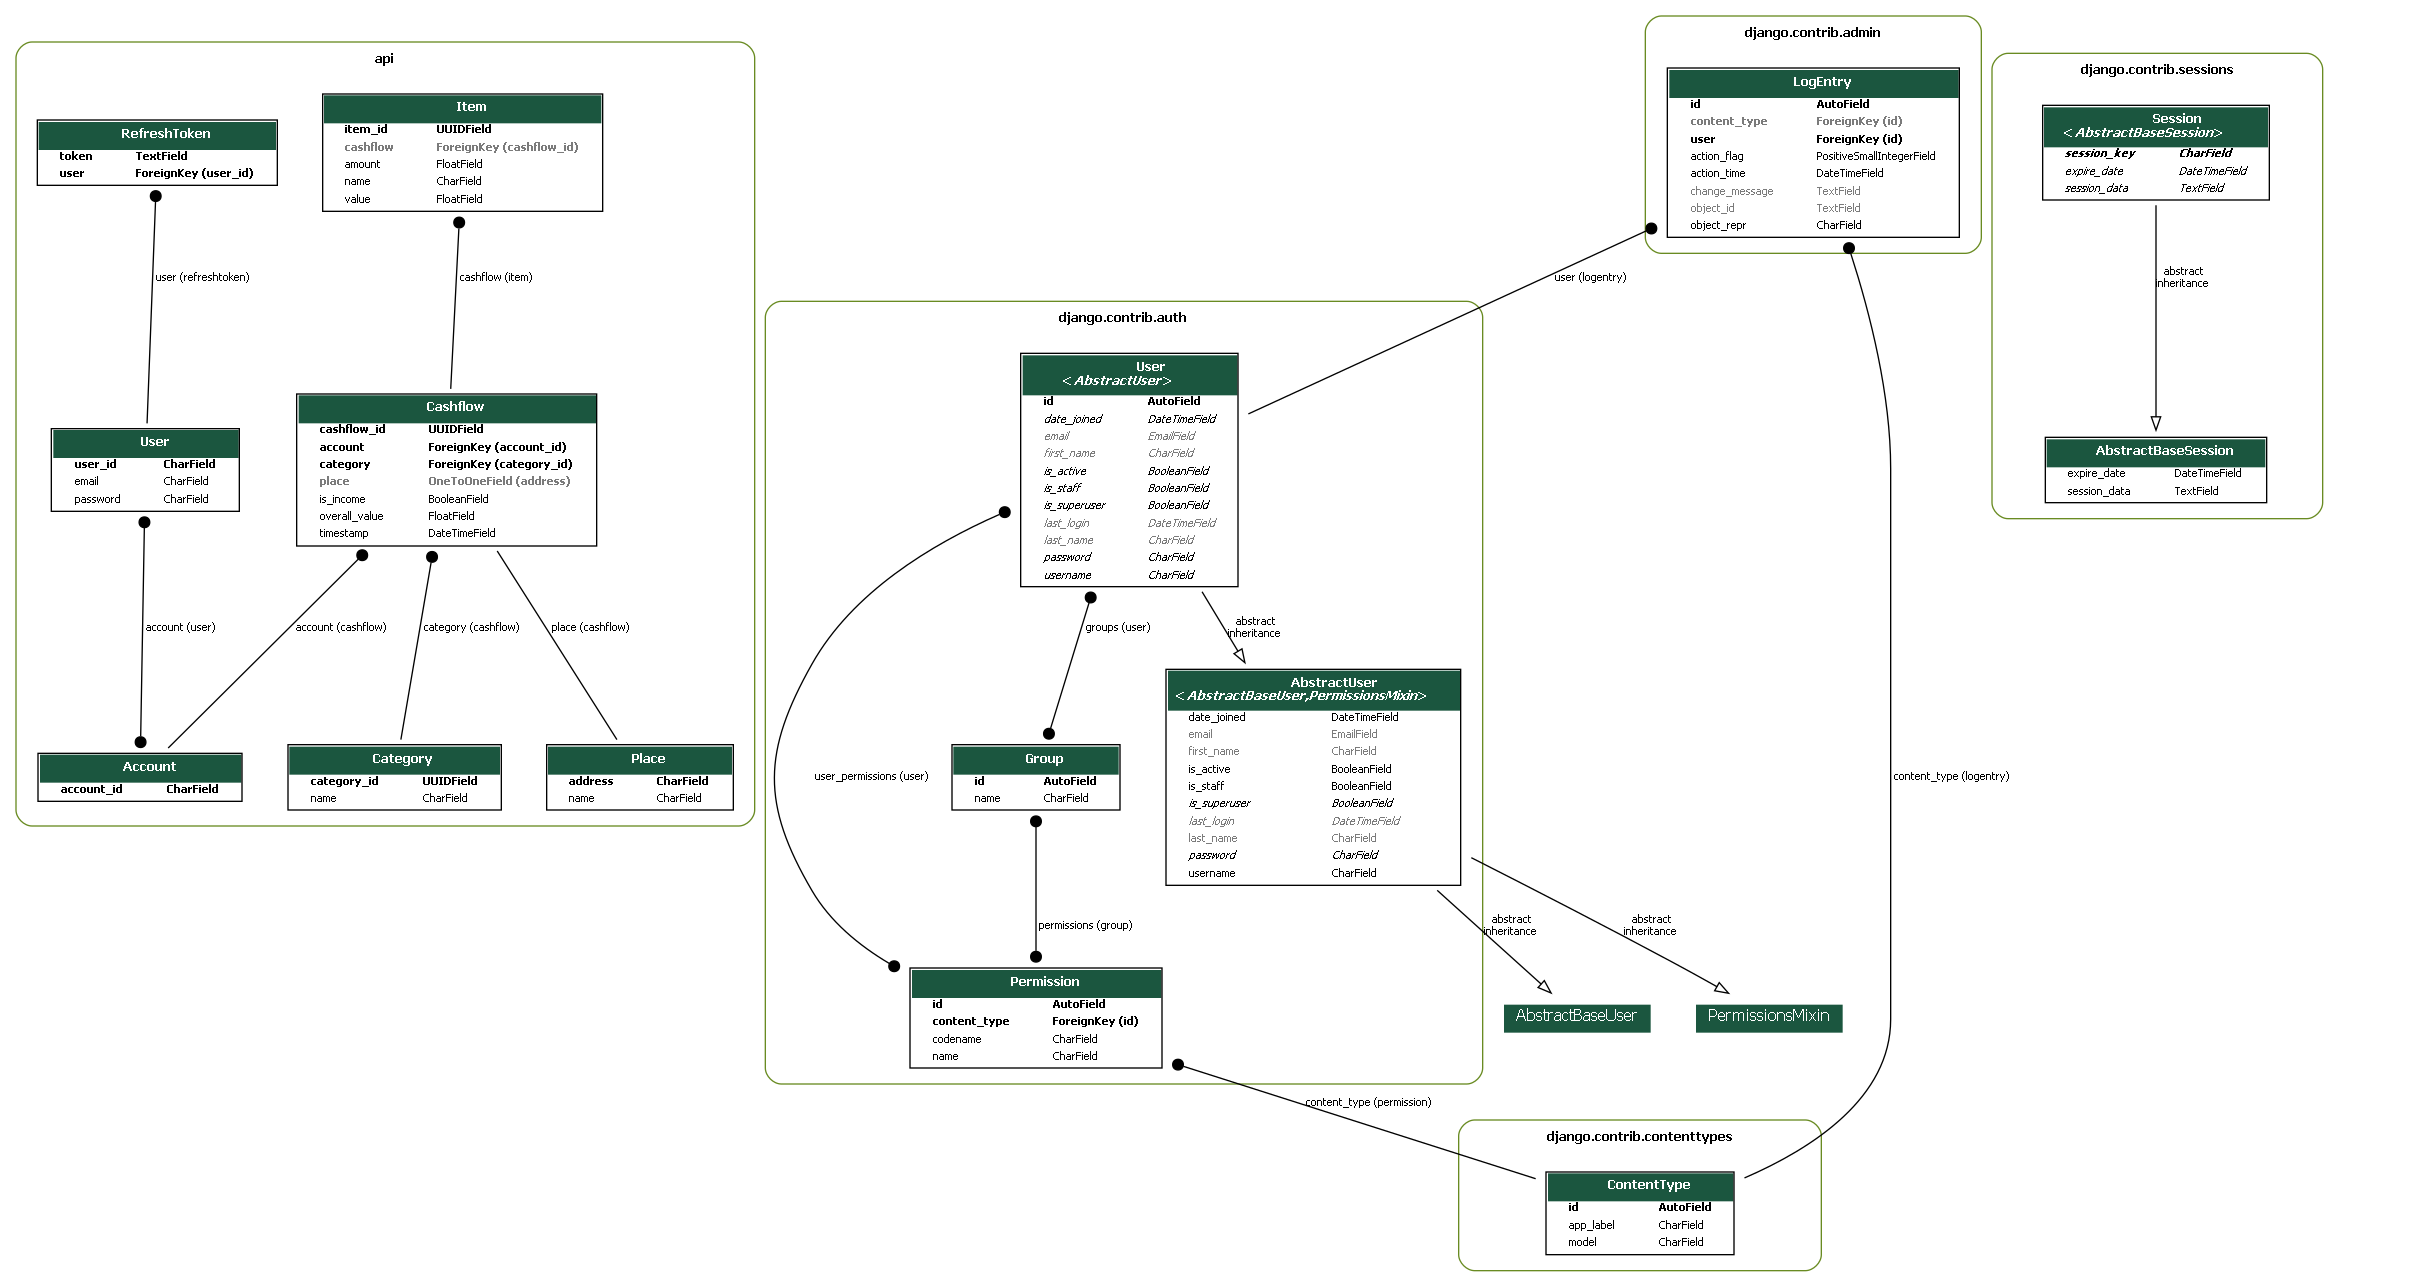 api
RefreshToken
token TextField
user ForeignKey (user_id)
Item
item_id UUIDField
cashflow ForeignKey (cashflow_id)
amount FloatField
name CharField
value FloatField
user (refreshtoken)
cashflow (item)
User
user_id CharField
email CharField
password CharField
Cashflow
cashflow_id UUIDField
account ForeignKey (account_id)
category ForeignKey (category_id)
place OneToOneField (address)
is_income BooleanField
overall_value FloatField
timestamp DateTimeField
account (user)
account (cashflow)
category (cashflow)
place (cashflow)
Account
account_id CharField
Category
category_id UUIDField
name CharField
Place
address CharField
name CharField
django.contrib.auth
User
<AbstractUser>
id AutoField
date_joined DateTimeField
email EmailField
first_name CharField
is_active BooleanField
is_staff BooleanField
is_superuser BooleanField
last_login DateTimeField
last_name CharField
password CharField
username CharField
groups (user)
abstract
inheritance
user_permissions (user)
Group
id AutoField
name CharField
AbstractUser
<AbstractBaseUser,PermissionsMixin>
date_joined DateTimeField
email EmailField
first_name CharField
is_active BooleanField
is_staff BooleanField
is_superuser BooleanField
last_login DateTimeField
last_name CharField
password CharField
username CharField
permissions (group)
abstract
inheritance
abstract
inheritance
Permission
id AutoField
content_type ForeignKey (id)
codename CharField
name CharField
AbstractBaseUser
PermissionsMixin
content_type (permission)
django.contrib.admin
LogEntry
id AutoField
content_type ForeignKey (id)
user ForeignKey (id)
action_flag PositiveSmallIntegerField
action_time DateTimeField
change_message TextField
object_id TextField
object_repr CharField
user (logentry)
content_type (logentry)
django.contrib.sessions
Session
<AbstractBaseSession>
session_key CharField
expire_date DateTimeField
session_data TextField
abstract
inheritance
AbstractBaseSession
expire_date DateTimeField
session_data TextField
django.contrib.contenttypes
ContentType
id AutoField
app_label CharField
model CharField